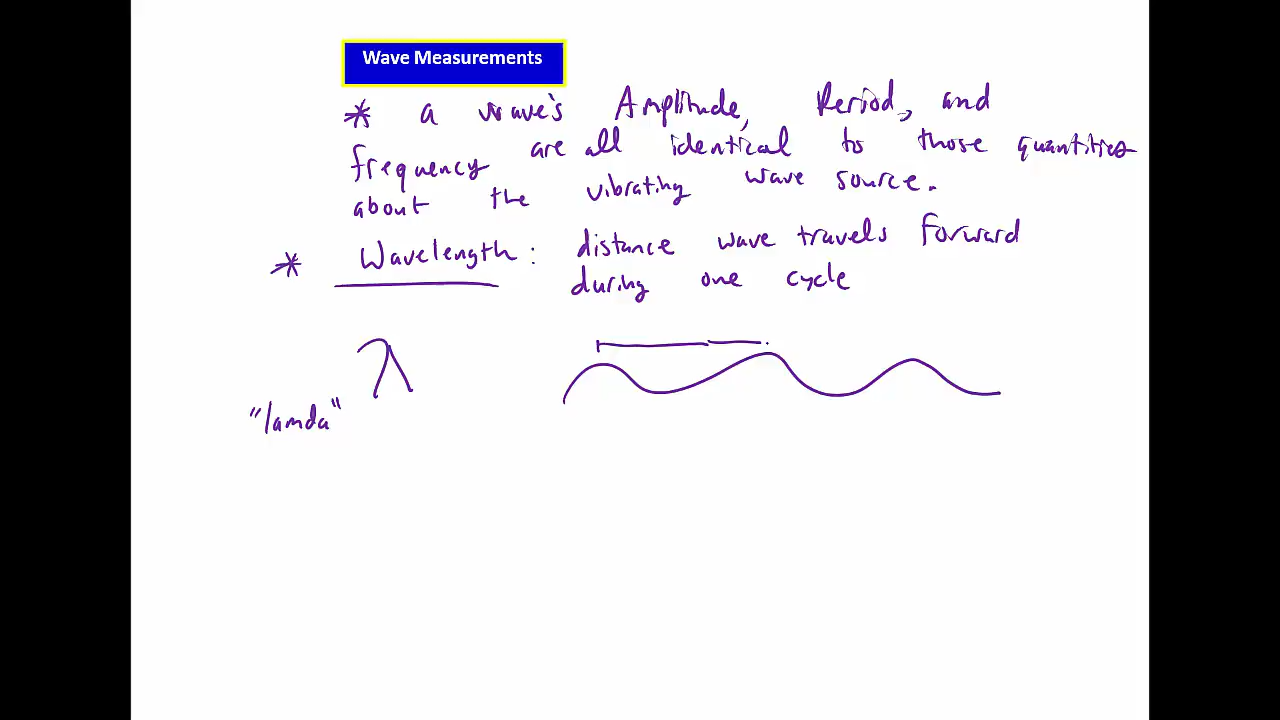 Wave Measurements
* a wave's Amplitude, Period, and
frequency are all identical to those quantities
about the vibrating wave source.
* Wavelength: distance wave travels forward
during one cycle
λ
"lamda"